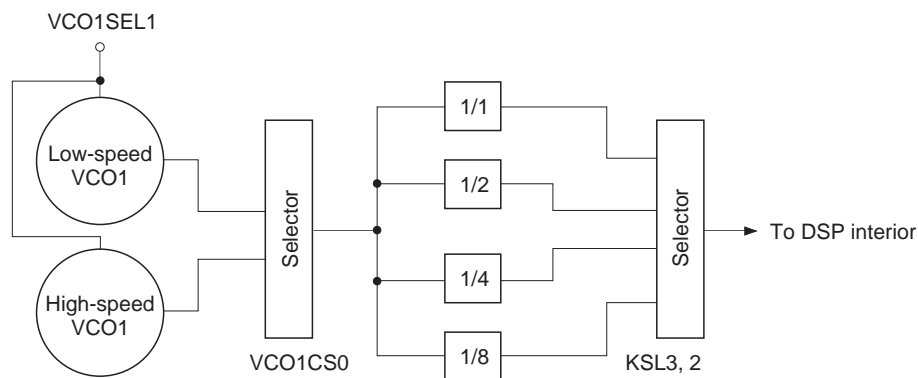 VCO1SEL1
Low-speed
VCO1
High-speed
VCO1
Selector
VCO1CS0
1/1
1/2
1/4
1/8
Selector
KSL3, 2
To DSP interior